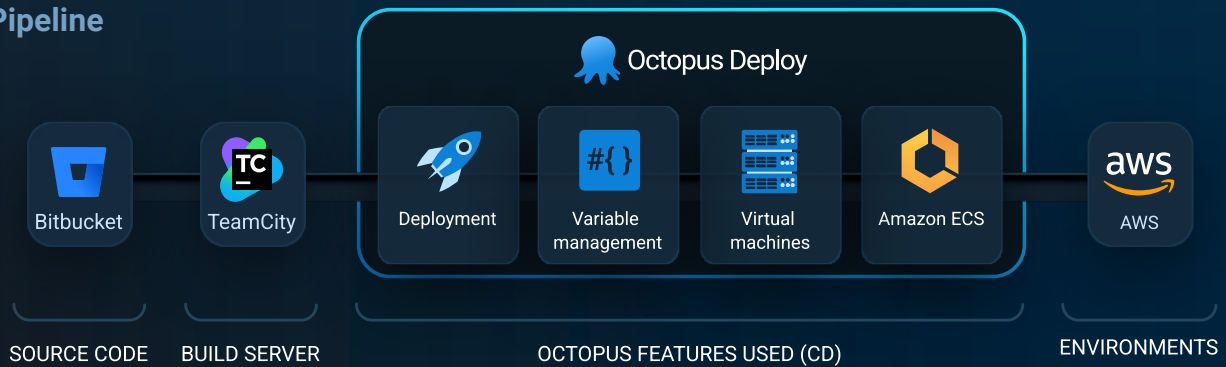 Pipeline
Octopus Deploy
Bitbucket
TC
TeamCity
Deployment
#{ }
Variable
management
Virtual
machines
Amazon ECS
aws
AWS
SOURCE CODE
BUILD SERVER
OCTOPUS FEATURES USED (CD)
ENVIRONMENTS